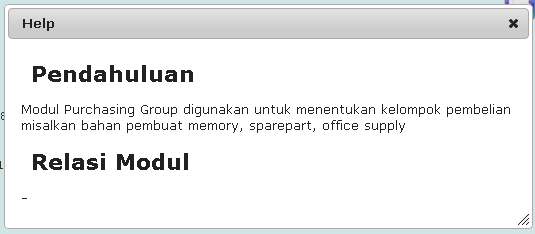 Help
Pendahuluan
Modul Purchasing Group digunakan untuk menentukan kelompok pembelian
misalkan bahan pembuat memory, sparepart, office supply
Relasi Modul
-